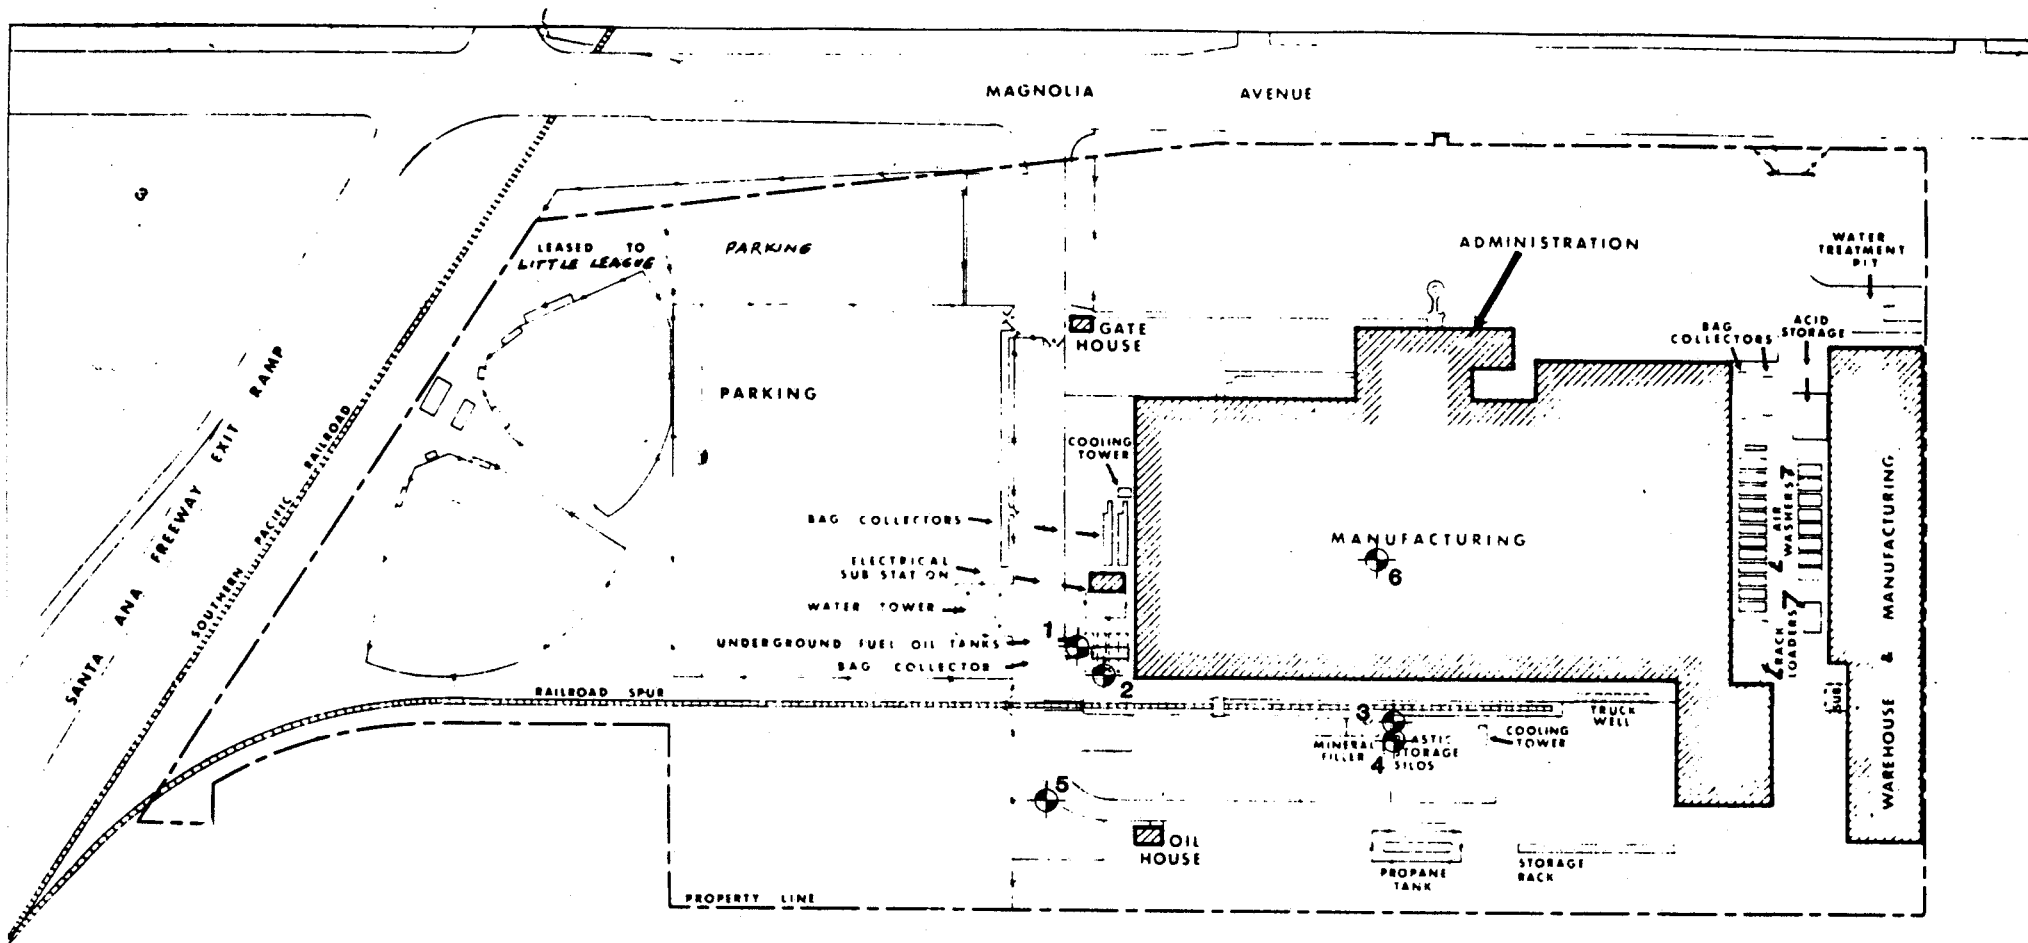 MAGNOLIA AVENUE
LEASED TO
LITTLE LEAGUE
PARKING
ADMINISTRATION
WATER
TREATMENT
PIT
GATE
HOUSE
BAG
COLLECTORS
ACID
STORAGE
PARKING
SANTA ANA FREEWAY EXIT RAMP
SOUTHERN PACIFIC RAILROAD
COOLING
TOWER
BAG COLLECTORS
MANUFACTURING
6
AIR
WASHERS
ELECTRICAL
SUB STATION
WATER TOWER
RACK
LOADERS
WAREHOUSE & MANUFACTURING
1
UNDERGROUND FUEL OIL TANKS
BAG COLLECTOR
2
RAILROAD SPUR
SUB
TRUCK
WELL
3
MINERAL
FILLER
4
ASTIC
STORAGE
SILOS
COOLING
TOWER
5
OIL
HOUSE
PROPANE
TANK
STORAGE
RACK
PROPERTY LINE